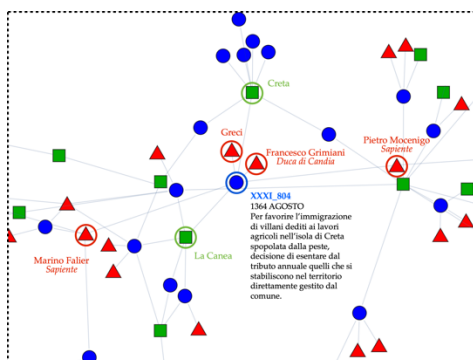 Creta
Greci
Francesco Grimiani
Duca di Candia
Pietro Mocenigo
Sapiente
XXXI_804
1364 AGOSTO
Per favorire l'immigrazione
di villani dediti ai lavori
agricoli nell'isola di Creta
spopolata dalla peste,
decisione di esentare dal
tributo annuale quelli che si
stabiliscono nel territorio
direttamente gestito dal
comune.
La Canea
Marino Falier
Sapiente